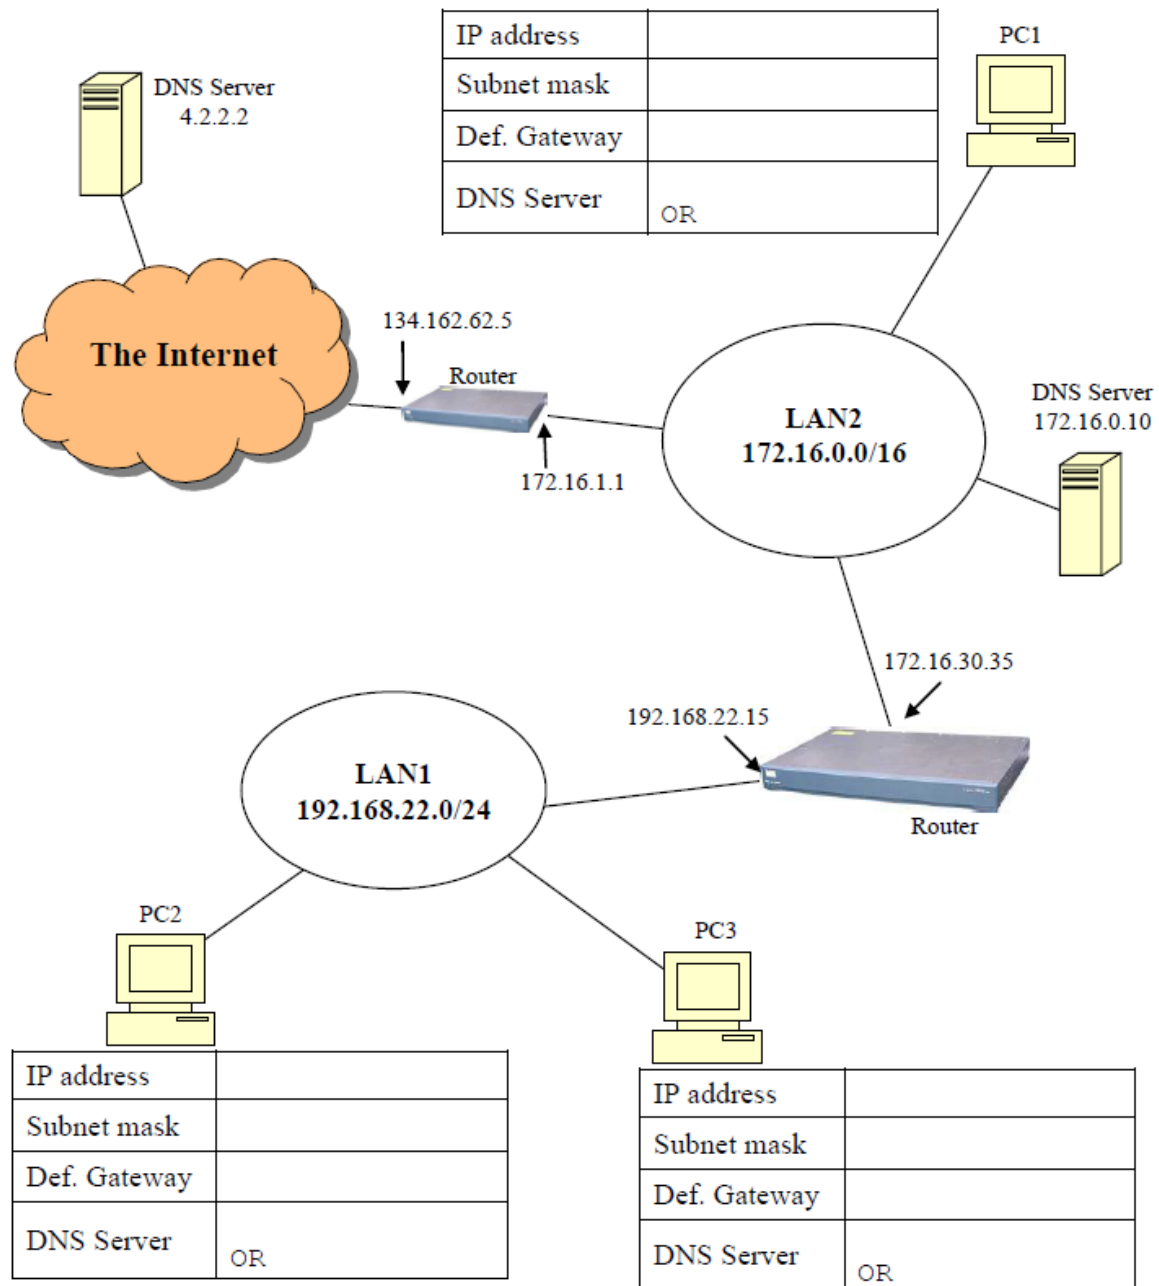 IP address
Subnet mask
Def. Gateway
DNS Server
OR
PC1
DNS Server
4.2.2.2
The Internet
134.162.62.5
Router
172.16.1.1
LAN2
172.16.0.0/16
DNS Server
172.16.0.10
172.16.30.35
192.168.22.15
Router
LAN1
192.168.22.0/24
PC2
IP address
Subnet mask
Def. Gateway
DNS Server
OR
PC3
IP address
Subnet mask
Def. Gateway
DNS Server
OR